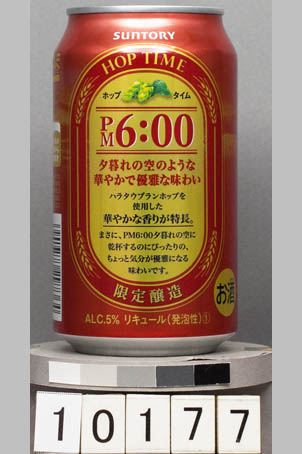 SUNTORY
HOP TIME
ホップ タイム
PM6:00
夕暮れの空のような
華やかで優雅な味わい
ハラタウブランホップを
使用した
華やかな香りが特長。
まさに、PM6:00夕暮れの空に
乾杯するのにぴったりの、
ちょっと気分が優雅になる
味わいです。
限定醸造
お酒
ALC.5% リキュール(発泡性)①
10177